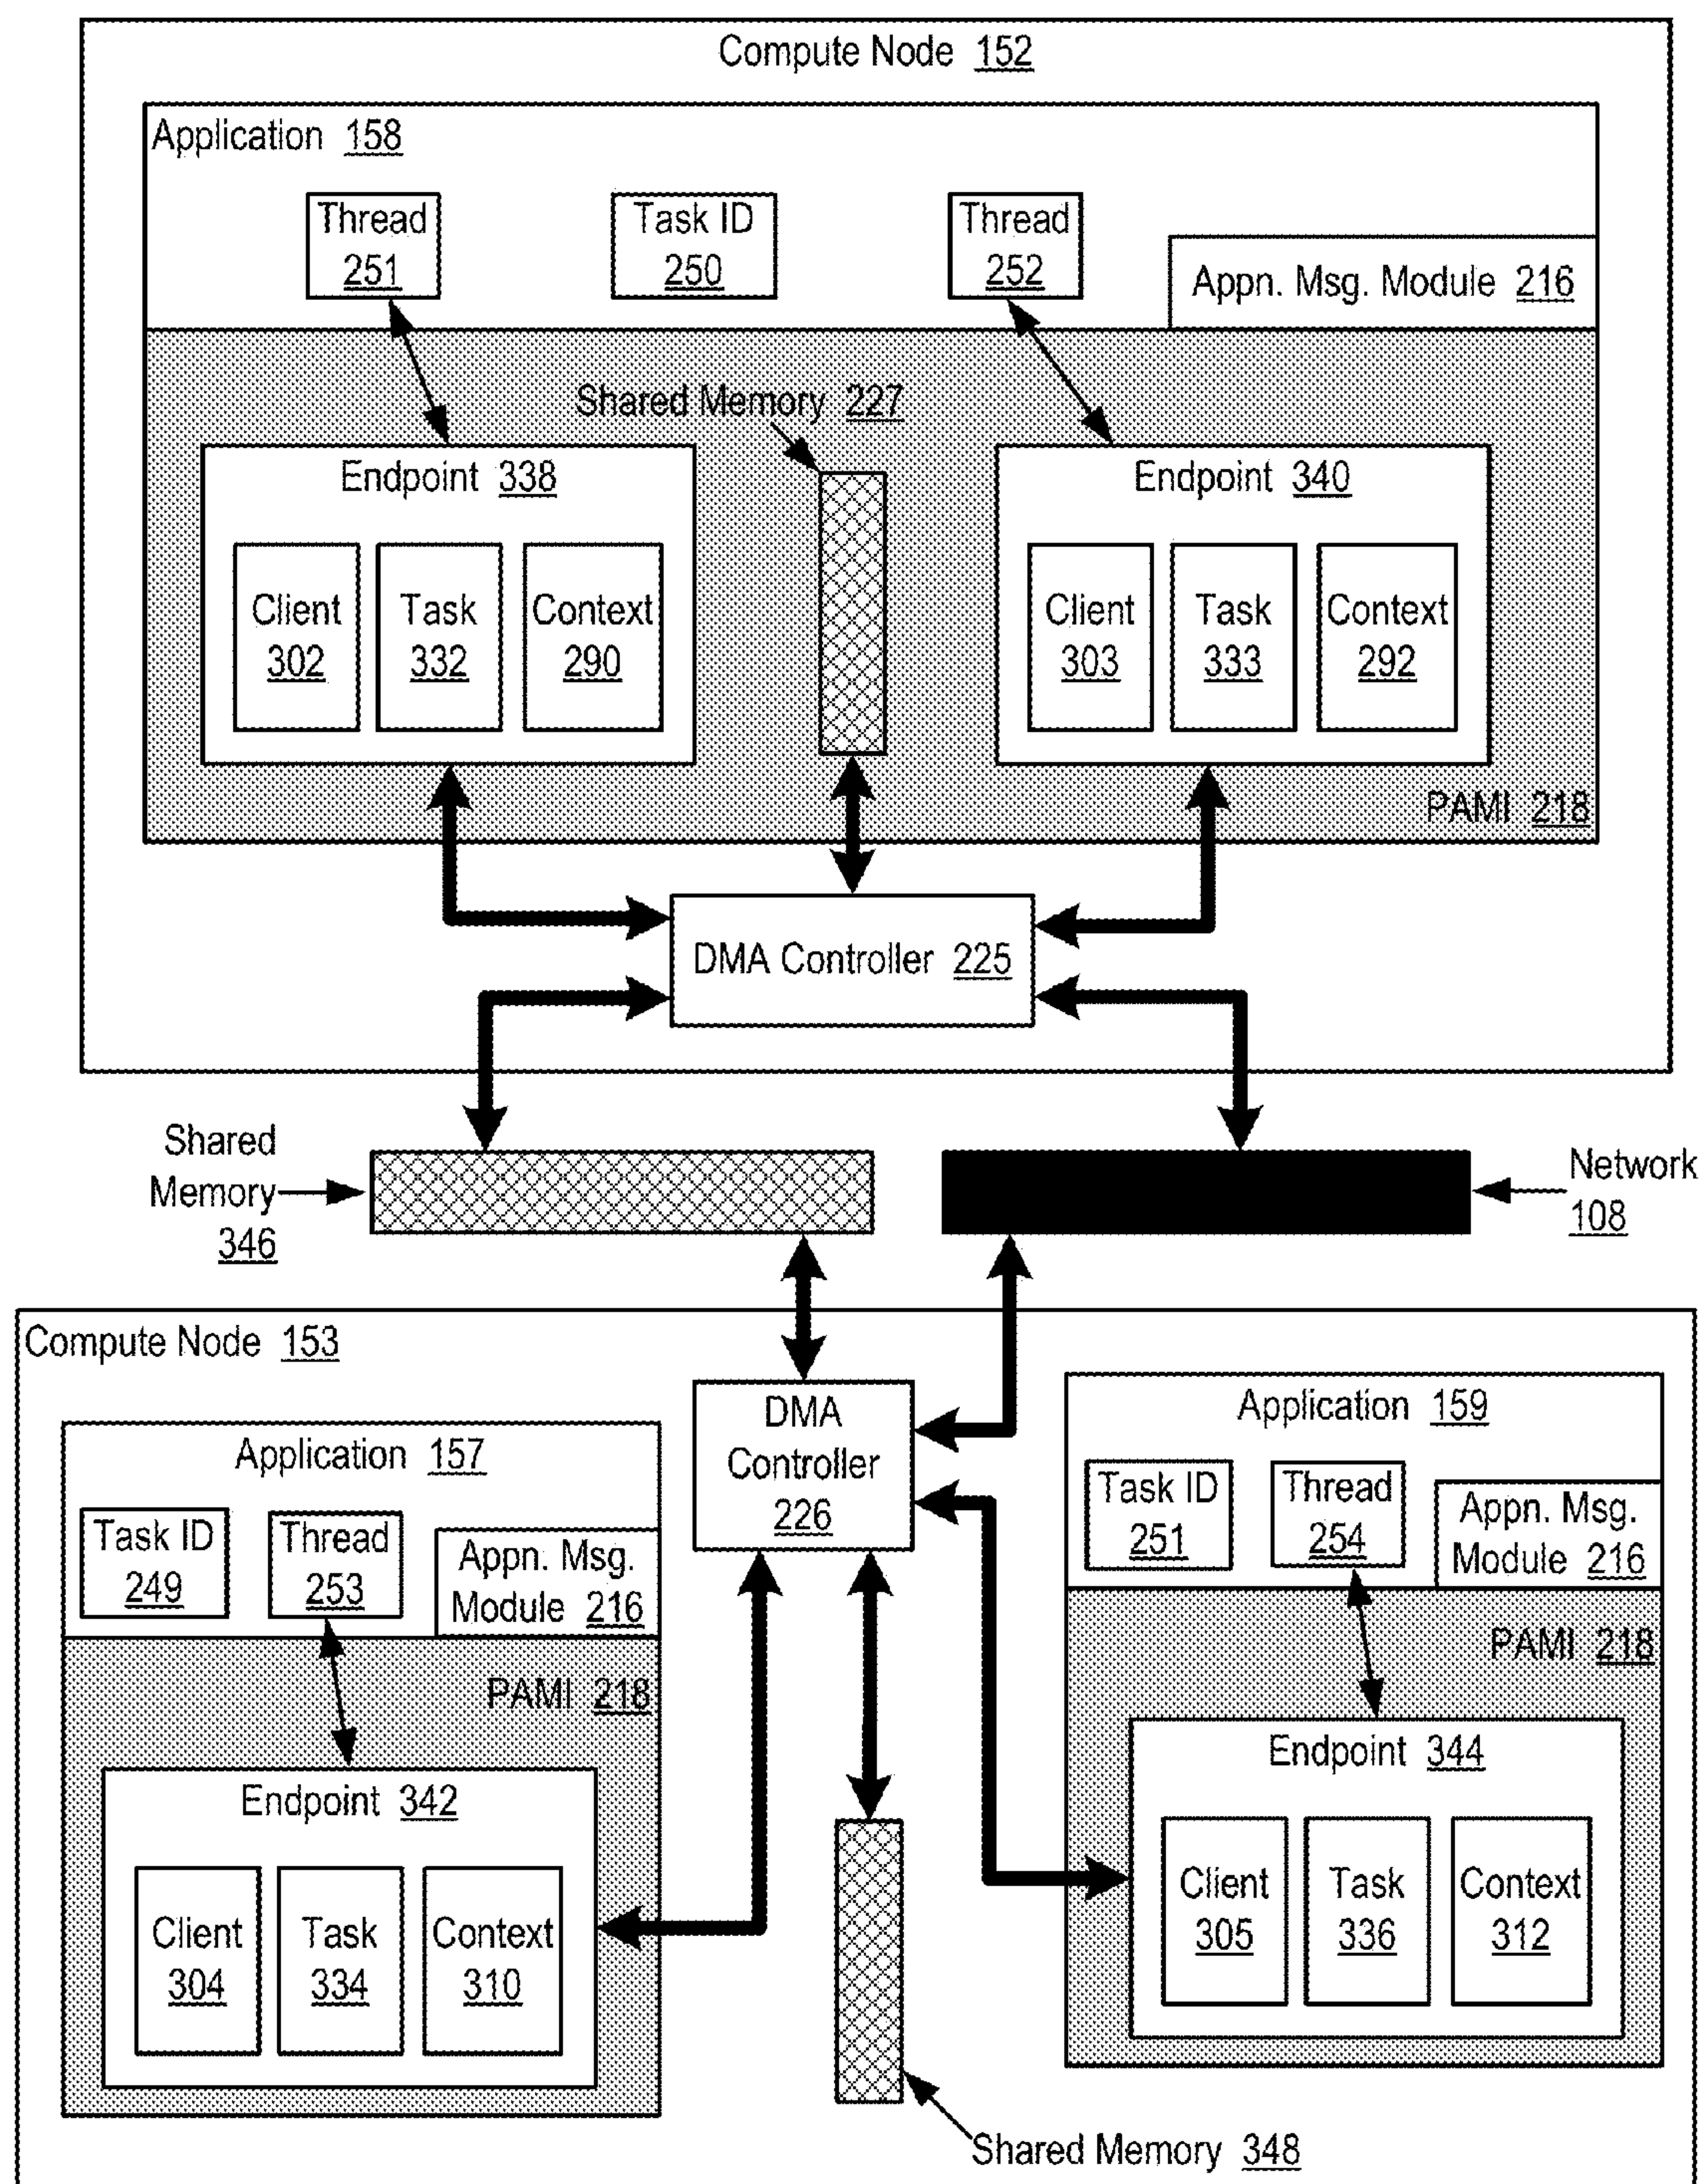 Compute Node 152
Application 158
Thread
251
Task ID
250
Thread
252
Appn. Msg. Module 216
Shared Memory 227
Endpoint 338
Client
302
Task
332
Context
290
Endpoint 340
Client
303
Task
333
Context
292
PAMI 218
DMA Controller 225
Shared
Memory
346
Network
108
Compute Node 153
DMA
Controller
226
Application 157
Task ID
249
Thread
253
Appn. Msg.
Module 216
PAMI 218
Endpoint 342
Client
304
Task
334
Context
310
Application 159
Task ID
251
Thread
254
Appn. Msg.
Module 216
PAMI 218
Endpoint 344
Client
305
Task
336
Context
312
Shared Memory 348